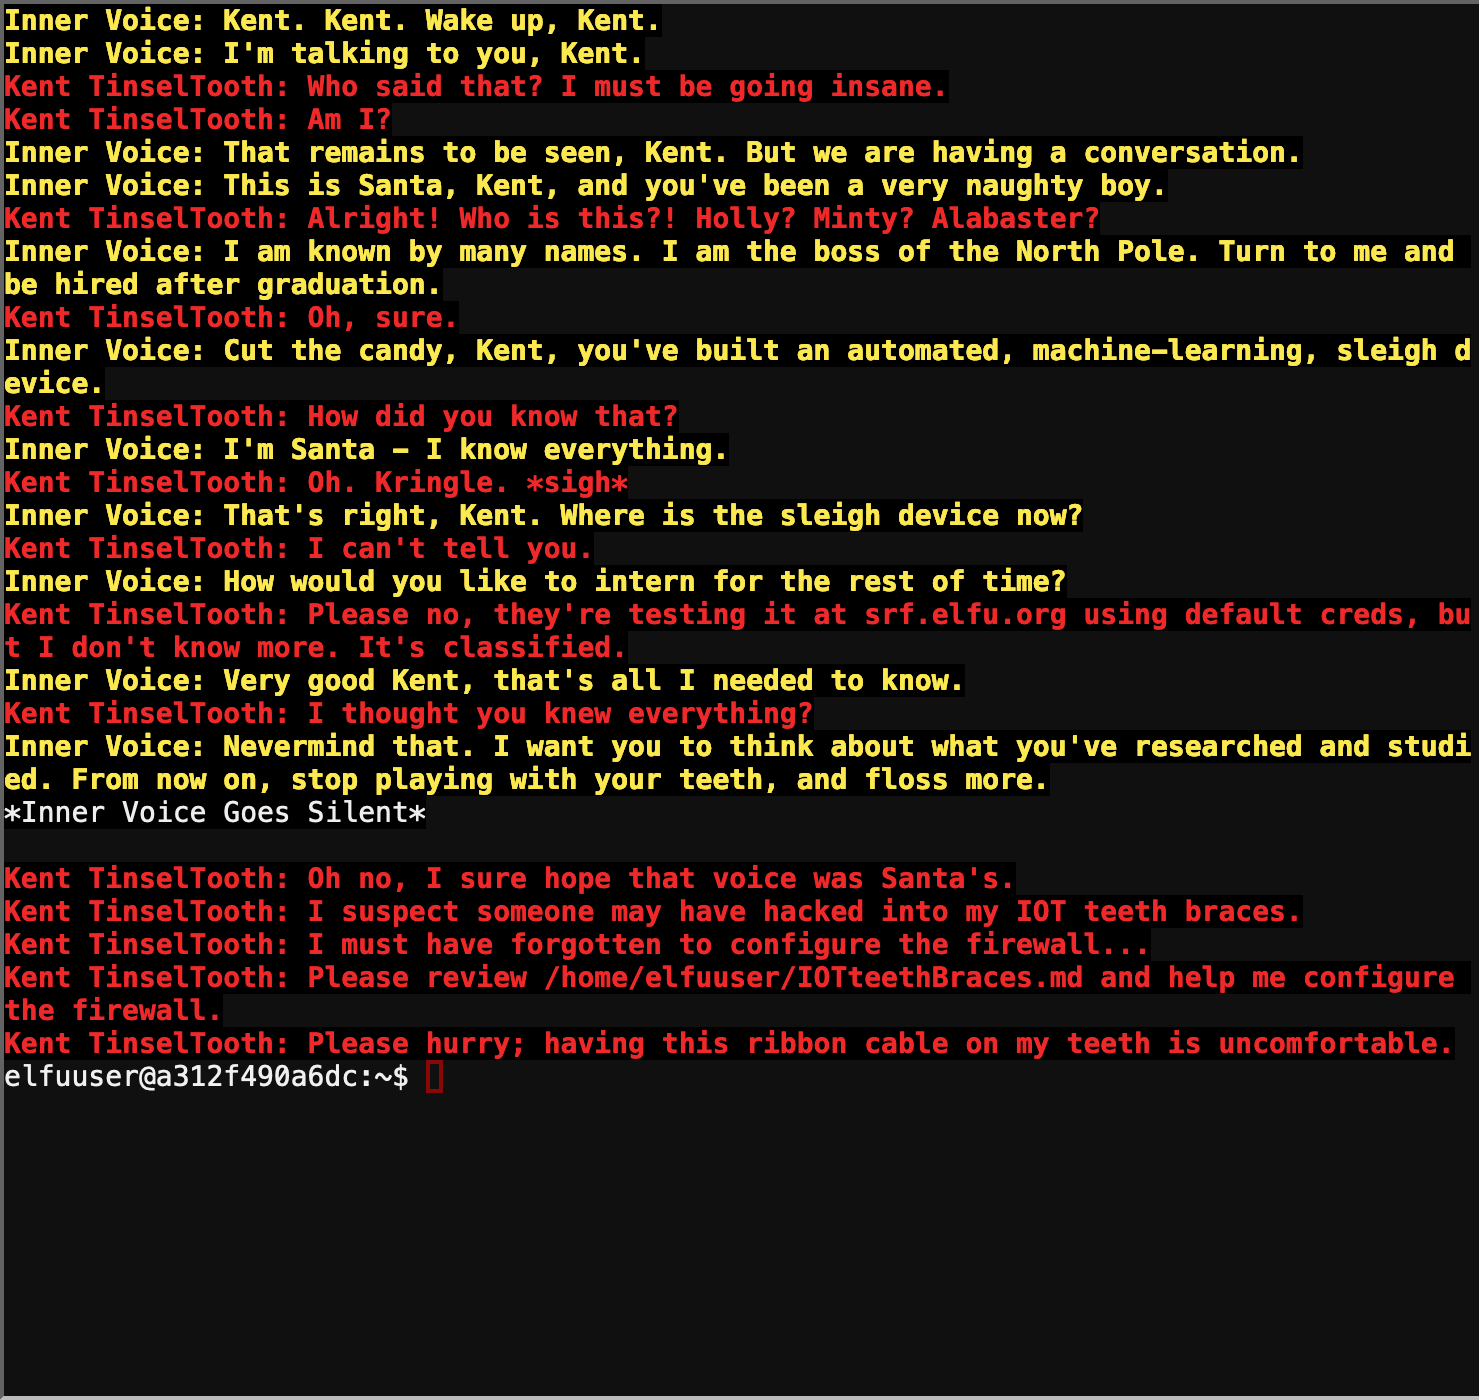 Inner Voice: Kent. Kent. Wake up, Kent.
Inner Voice: I'm talking to you, Kent.
Kent TinselTooth: Who said that? I must be going insane.
Kent TinselTooth: Am I?
Inner Voice: That remains to be seen, Kent. But we are having a conversation.
Inner Voice: This is Santa, Kent, and you've been a very naughty boy.
Kent TinselTooth: Alright! Who is this?! Holly? Minty? Alabaster?
Inner Voice: I am known by many names. I am the boss of the North Pole. Turn to me and
be hired after graduation.
Kent TinselTooth: Oh, sure.
Inner Voice: Cut the candy, Kent, you've built an automated, machine-learning, sleigh d
evice.
Kent TinselTooth: How did you know that?
Inner Voice: I'm Santa - I know everything.
Kent TinselTooth: Oh. Kringle. *sigh*
Inner Voice: That's right, Kent. Where is the sleigh device now?
Kent TinselTooth: I can't tell you.
Inner Voice: How would you like to intern for the rest of time?
Kent TinselTooth: Please no, they're testing it at srf.elfu.org using default creds, bu
t I don't know more. It's classified.
Inner Voice: Very good Kent, that's all I needed to know.
Kent TinselTooth: I thought you knew everything?
Inner Voice: Nevermind that. I want you to think about what you've researched and studi
ed. From now on, stop playing with your teeth, and floss more.
*Inner Voice Goes Silent*
Kent TinselTooth: Oh no, I sure hope that voice was Santa's.
Kent TinselTooth: I suspect someone may have hacked into my IOT teeth braces.
Kent TinselTooth: I must have forgotten to configure the firewall...
Kent TinselTooth: Please review /home/elfuuser/IOTteethBraces.md and help me configure
the firewall.
Kent TinselTooth: Please hurry; having this ribbon cable on my teeth is uncomfortable.
elfuuser@a312f490a6dc:~$